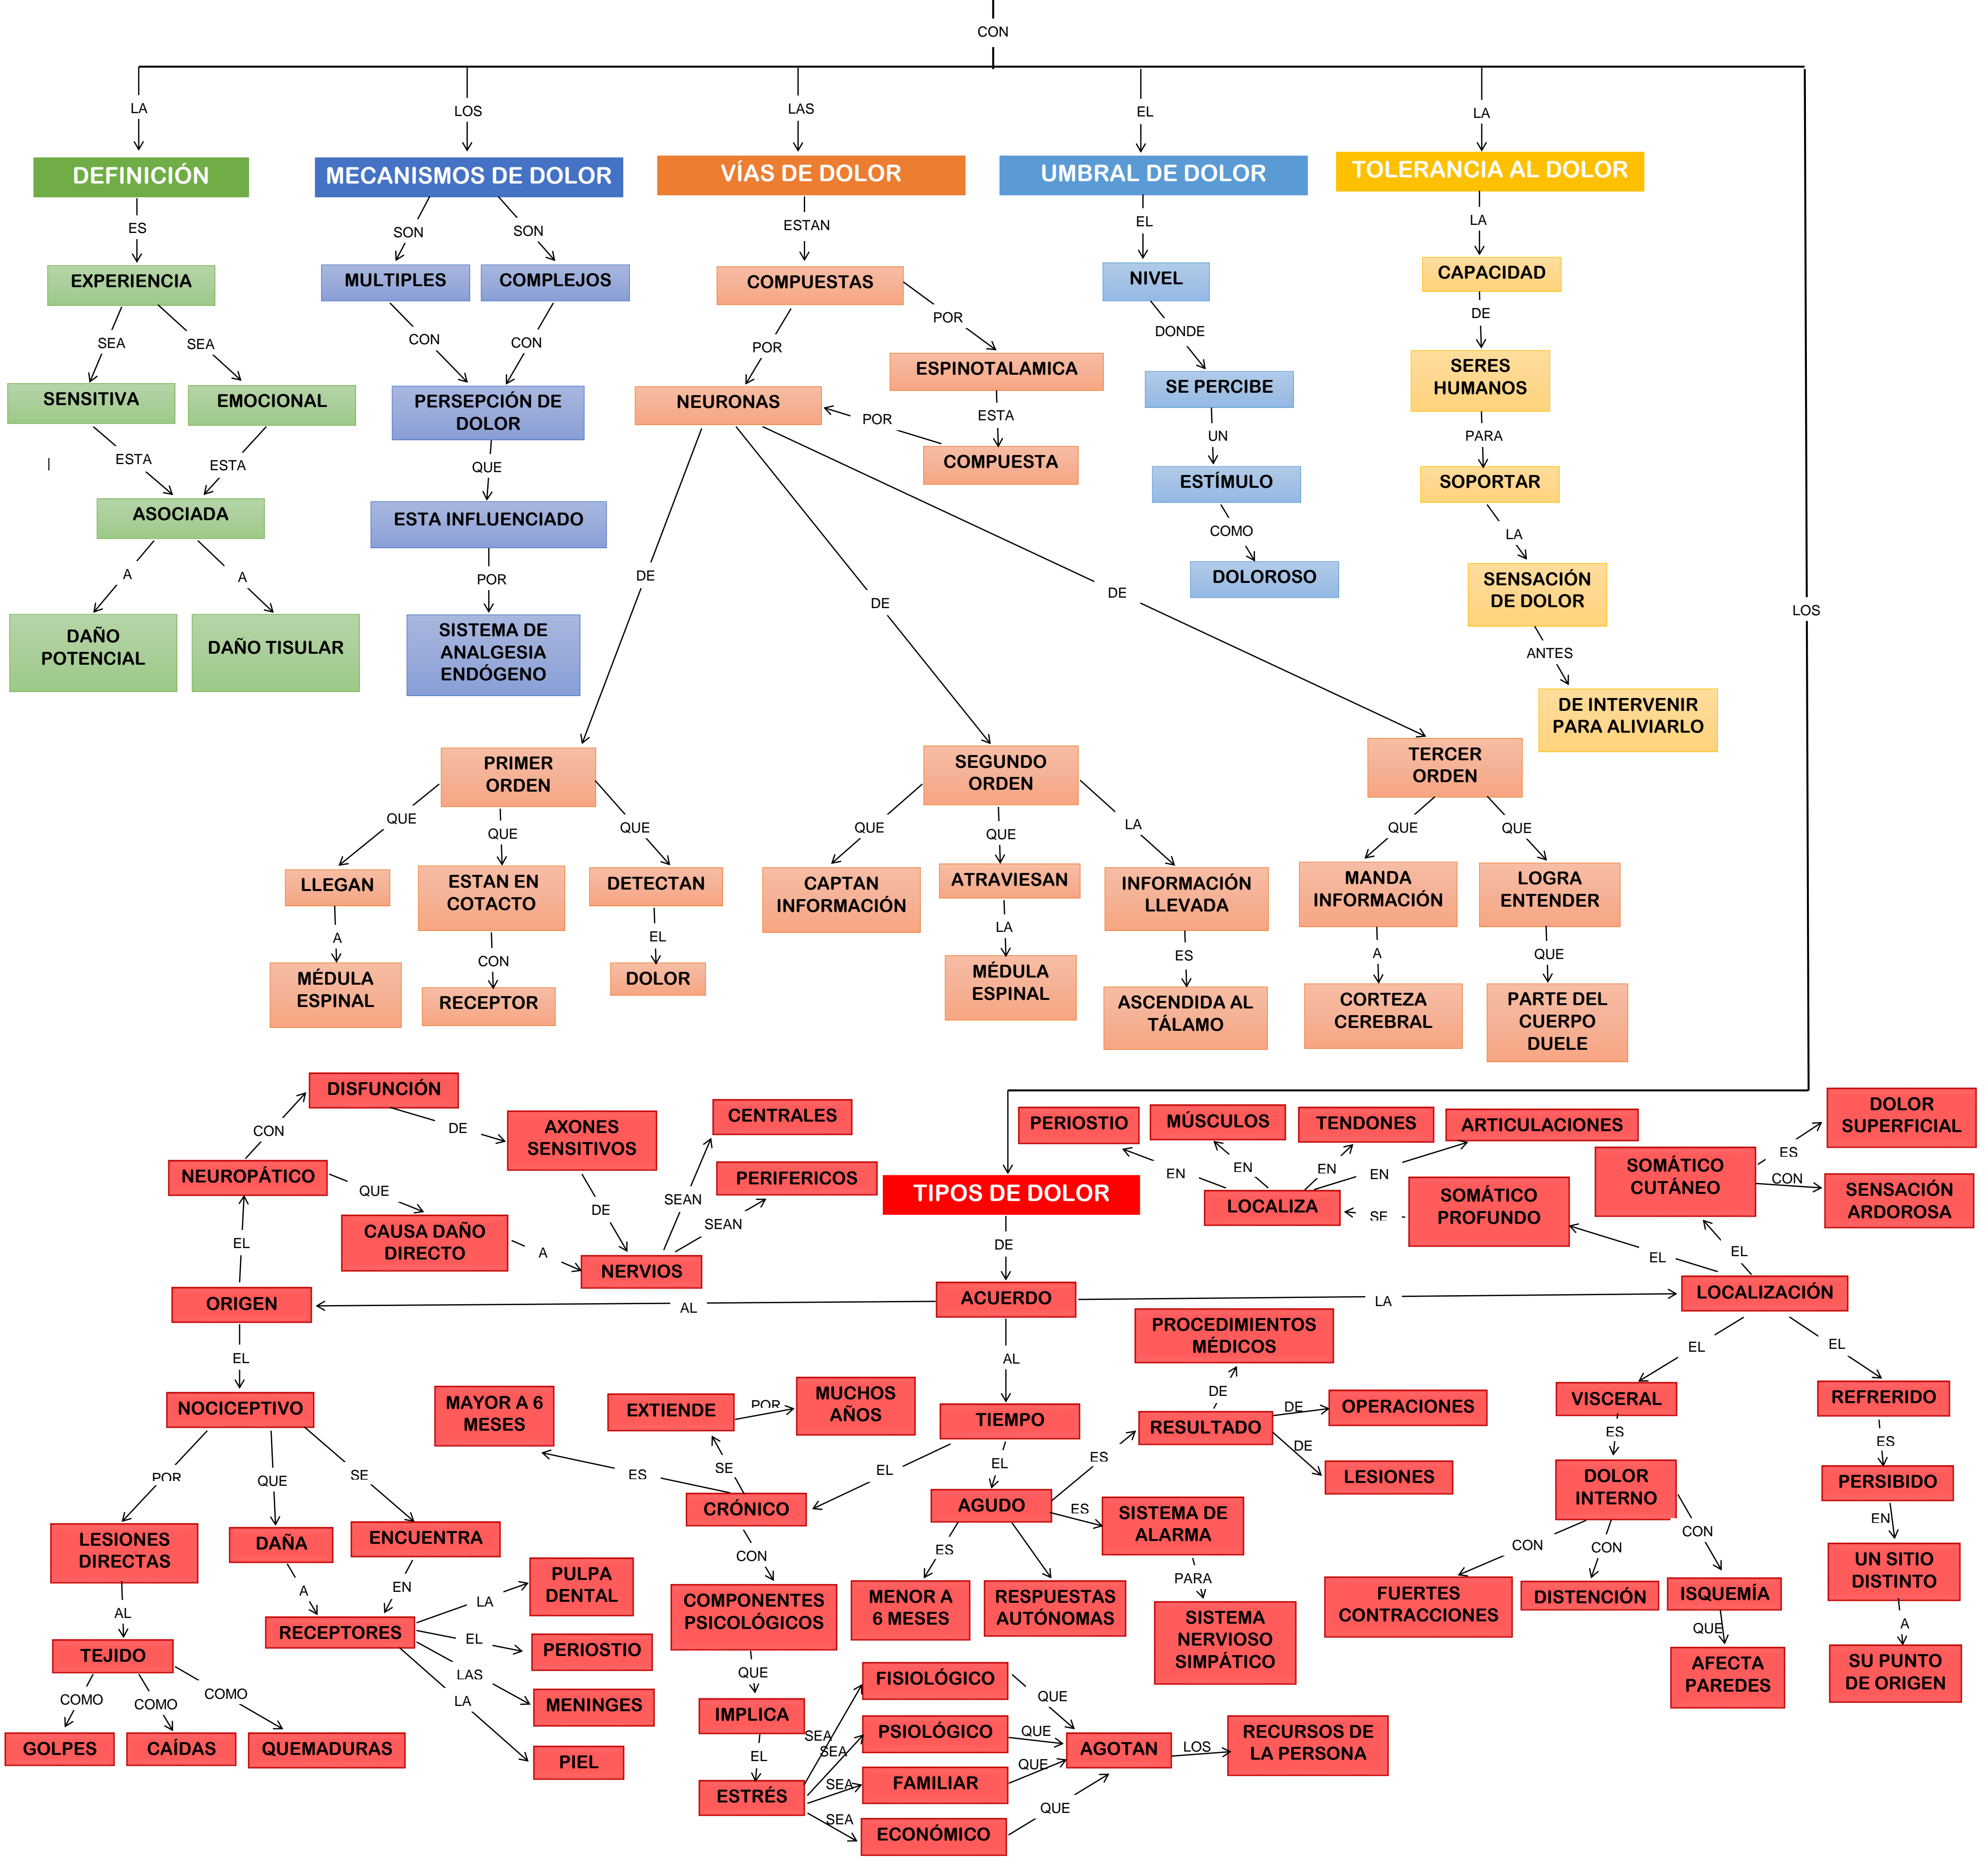 CON
LA
LOS
LAS
EL
LA
DEFINICIÓN
MECANISMOS DE DOLOR
VÍAS DE DOLOR
UMBRAL DE DOLOR
TOLERANCIA AL DOLOR
ES
EXPERIENCIA
SEA
SEA
SENSITIVA
EMOCIONAL
ESTA
ESTA
ASOCIADA
A
A
DAÑO
POTENCIAL
DAÑO TISULAR
SON
SON
MULTIPLES
COMPLEJOS
CON
CON
PERSEPCIÓN DE
DOLOR
QUE
ESTA INFLUENCIADO
POR
SISTEMA DE
ANALGESIA
ENDÓGENO
ESTAN
COMPUESTAS
POR
POR
ESPINOTALAMICA
NEURONAS
ESTA
POR
COMPUESTA
DE
DE
DE
EL
NIVEL
DONDE
SE PERCIBE
UN
ESTÍMULO
COMO
DOLOROSO
LA
CAPACIDAD
DE
SERES
HUMANOS
PARA
SOPORTAR
LA
SENSACIÓN
DE DOLOR
ANTES
DE INTERVENIR
PARA ALIVIARLO
LOS
PRIMER
ORDEN
QUE
QUE
QUE
LLEGAN
ESTAN EN
COTACTO
DETECTAN
A
CON
EL
MÉDULA
ESPINAL
RECEPTOR
DOLOR
SEGUNDO
ORDEN
QUE
QUE
LA
CAPTAN
INFORMACIÓN
ATRAVIESAN
INFORMACIÓN
LLEVADA
LA
ES
MÉDULA
ESPINAL
ASCENDIDA AL
TÁLAMO
TERCER
ORDEN
QUE
QUE
MANDA
INFORMACIÓN
LOGRA
ENTENDER
A
QUE
CORTEZA
CEREBRAL
PARTE DEL
CUERPO
DUELE
TIPOS DE DOLOR
DE
ACUERDO
AL
AL
LA
ORIGEN
EL
NEUROPÁTICO
CON
DISFUNCIÓN
DE
AXONES
SENSITIVOS
QUE
CAUSA DAÑO
DIRECTO
A
DE
NERVIOS
SEAN
CENTRALES
SEAN
PERIFERICOS
EL
NOCICEPTIVO
POR
QUE
SE
LESIONES
DIRECTAS
DAÑA
ENCUENTRA
AL
A
EN
TEJIDO
RECEPTORES
COMO
COMO
COMO
GOLPES
CAÍDAS
QUEMADURAS
LA
EL
LAS
LA
PULPA
DENTAL
PERIOSTIO
MENINGES
PIEL
TIEMPO
EL
EL
CRÓNICO
ES
MAYOR A 6
MESES
SE
EXTIENDE
POR
MUCHOS
AÑOS
CON
COMPONENTES
PSICOLÓGICOS
QUE
IMPLICA
EL
ESTRÉS
SEA
SEA
SEA
SEA
FISIOLÓGICO
PSIOLÓGICO
FAMILIAR
ECONÓMICO
QUE
QUE
QUE
QUE
AGOTAN
LOS
RECURSOS DE
LA PERSONA
AGUDO
ES
MENOR A
6 MESES
RESPUESTAS
AUTÓNOMAS
ES
SISTEMA DE
ALARMA
PARA
SISTEMA
NERVIOSO
SIMPÁTICO
ES
RESULTADO
DE
PROCEDIMIENTOS
MÉDICOS
DE
OPERACIONES
DE
LESIONES
LOCALIZACIÓN
EL
SOMÁTICO
PROFUNDO
SE
LOCALIZA
EN
EN
EN
EN
PERIOSTIO
MÚSCULOS
TENDONES
ARTICULACIONES
EL
SOMÁTICO
CUTÁNEO
ES
DOLOR
SUPERFICIAL
CON
SENSACIÓN
ARDOROSA
EL
VISCERAL
ES
DOLOR
INTERNO
CON
CON
CON
FUERTES
CONTRACCIONES
DISTENCIÓN
ISQUEMÍA
QUE
AFECTA
PAREDES
EL
REFRERIDO
ES
PERSIBIDO
EN
UN SITIO
DISTINTO
A
SU PUNTO
DE ORIGEN